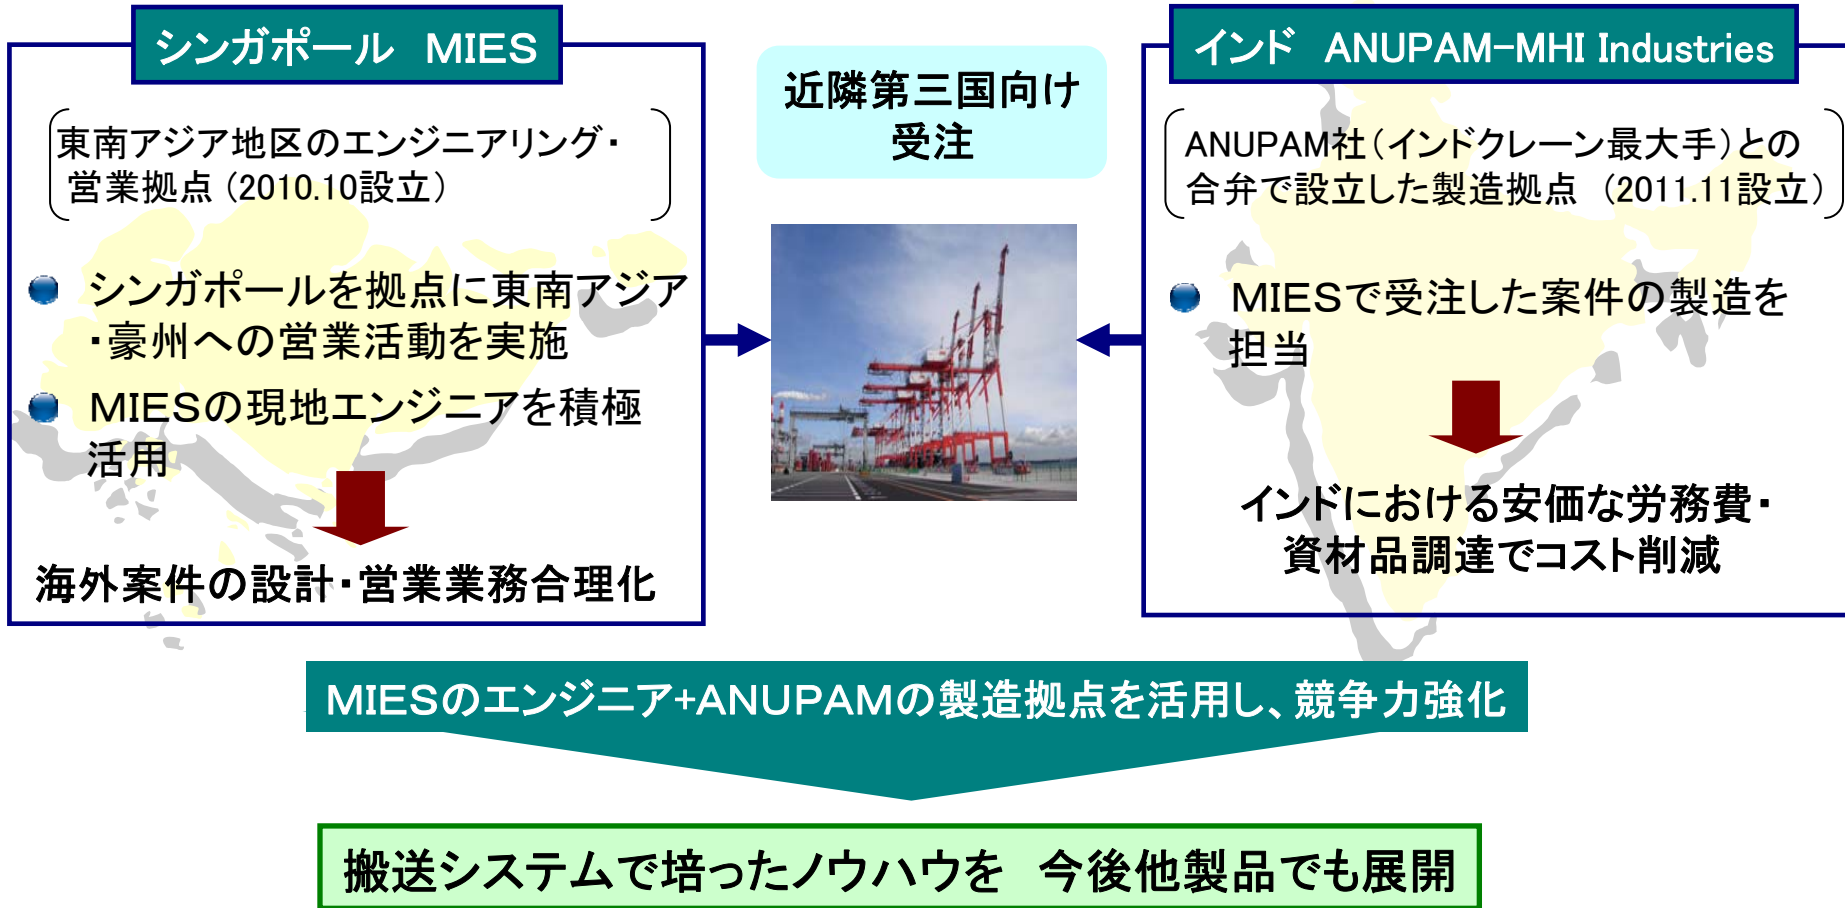 シンガポール　MIES
東南アジア地区のエンジニアリング・
営業拠点（2010.10設立）
シンガポールを拠点に東南アジア
・豪州への営業活動を実施
MIESの現地エンジニアを積極
活用
海外案件の設計・営業業務合理化
近隣第三国向け
受注
インド　ANUPAM-MHI Industries
ANUPAM社（インドクレーン最大手）との
合弁で設立した製造拠点　（2011.11設立）
MIESで受注した案件の製造を
担当
インドにおける安価な労務費・
資材品調達でコスト削減
MIESのエンジニア+ANUPAMの製造拠点を活用し、競争力強化
搬送システムで培ったノウハウを　今後他製品でも展開